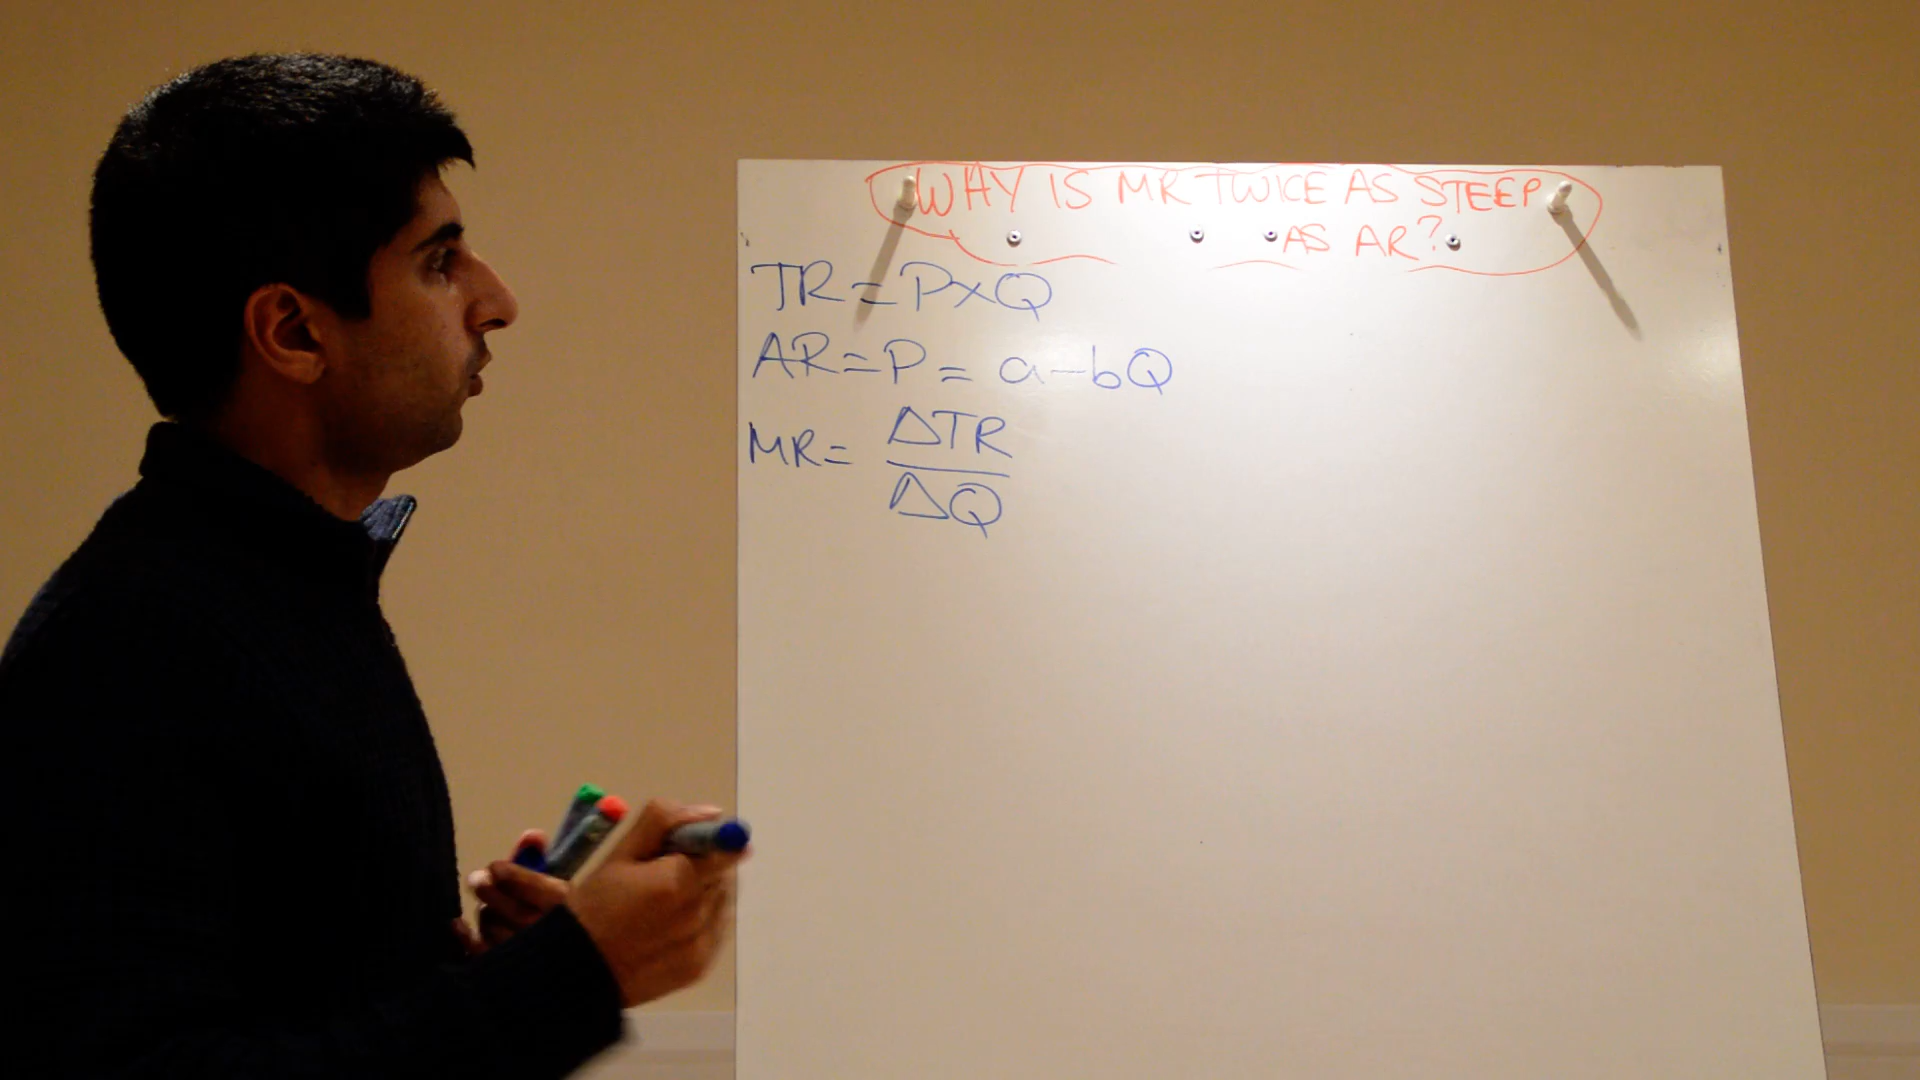 WHY IS MR TWICE AS STEEP
AS AR?
TR = P×Q
AR = P = a-bQ
MR = ΔTR
ΔQ